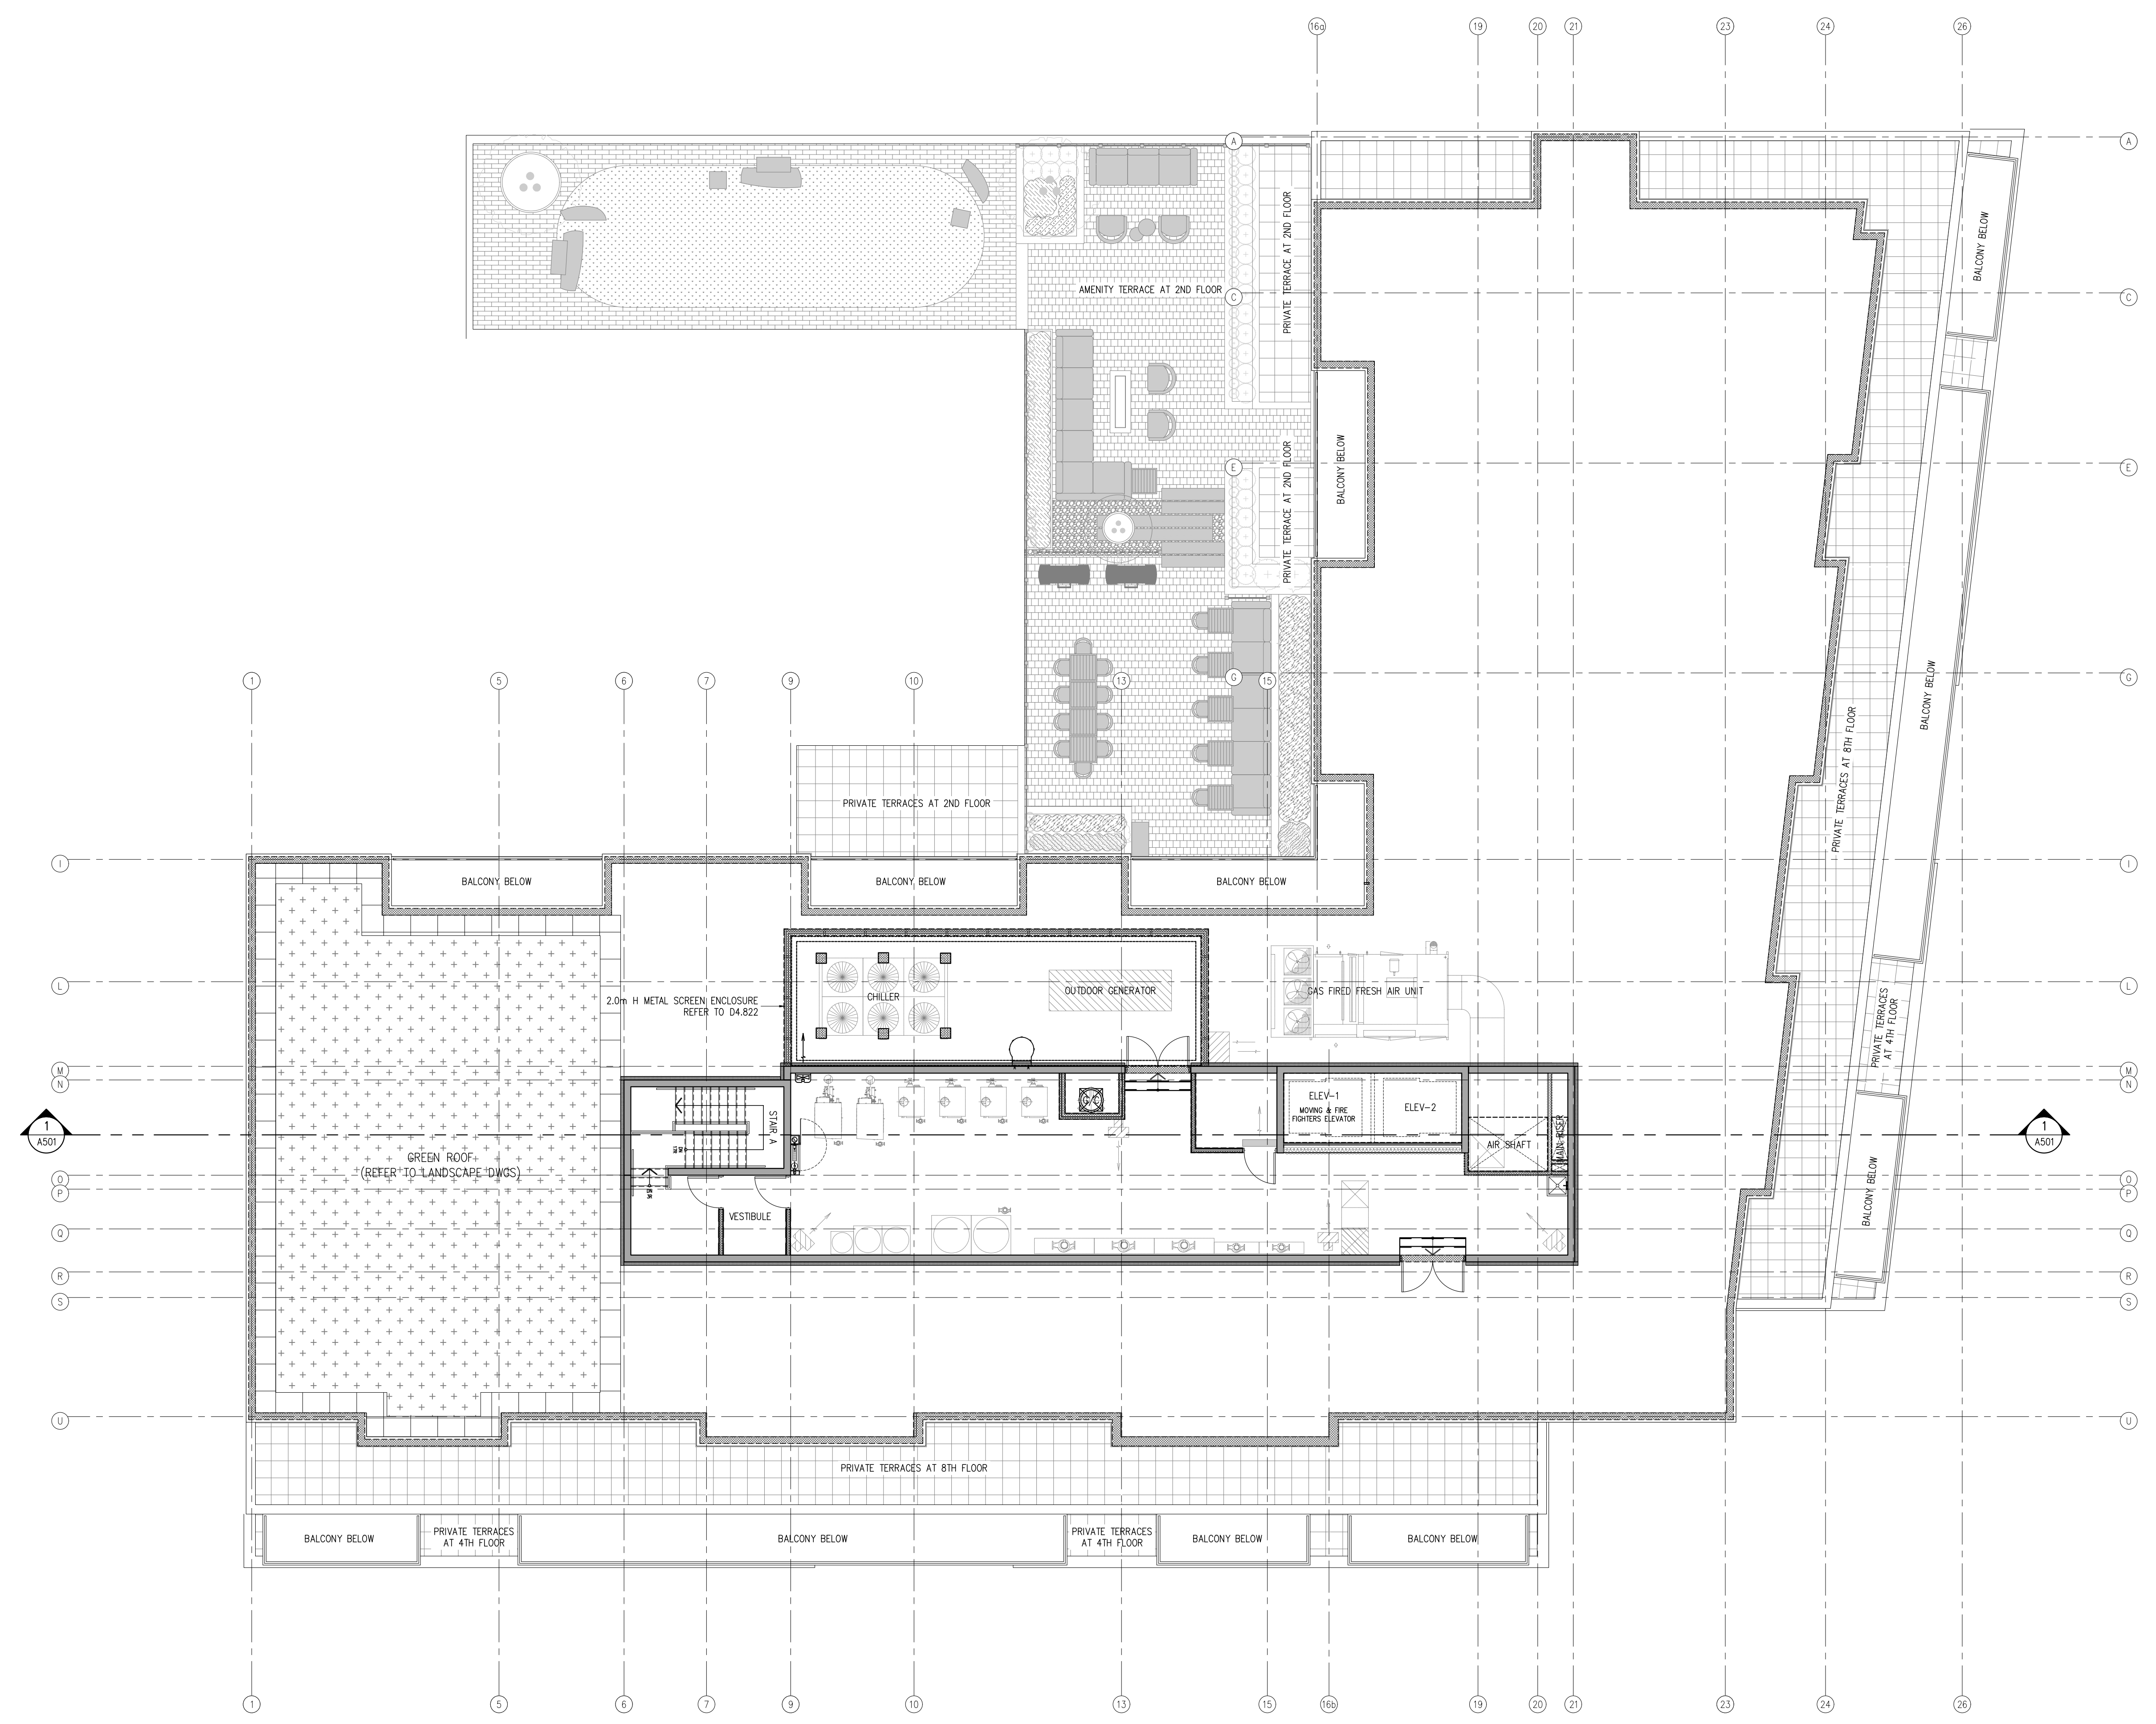 16a
19
20
21
23
24
26
A
A
PRIVATE TERRACE AT 2ND FLOOR
BALCONY BELOW
AMENITY TERRACE AT 2ND FLOOR
C
C
PRIVATE TERRACE AT 2ND FLOOR
BALCONY BELOW
E
E
BALCONY BELOW
1
5
6
7
9
10
13
G
15
G
PRIVATE TERRACES AT 8TH FLOOR
PRIVATE TERRACES AT 2ND FLOOR
I
I
BALCONY BELOW
BALCONY BELOW
BALCONY BELOW
L
L
CHILLER
OUTDOOR GENERATOR
GAS FIRED FRESH AIR UNIT
2.0m H METAL SCREEN ENCLOSURE
REFER TO D4.822
PRIVATE TERRACES
AT 4TH FLOOR
M
M
N
N
ELEV-1
MOVING & FIRE
FIGHTERS ELEVATOR
ELEV-2
STAIR A
G/C
1
A501
1
A501
AIR SHAFT
MAIN RISER
GREEN ROOF
(REFER TO LANDSCAPE DWGS)
O
O
P
P
BALCONY BELOW
VESTIBULE
Q
Q
R
R
S
S
U
U
PRIVATE TERRACES AT 8TH FLOOR
BALCONY BELOW
PRIVATE TERRACES
AT 4TH FLOOR
BALCONY BELOW
PRIVATE TERRACES
AT 4TH FLOOR
BALCONY BELOW
BALCONY BELOW
1
5
6
7
9
10
13
15
16b
19
20
21
23
24
26